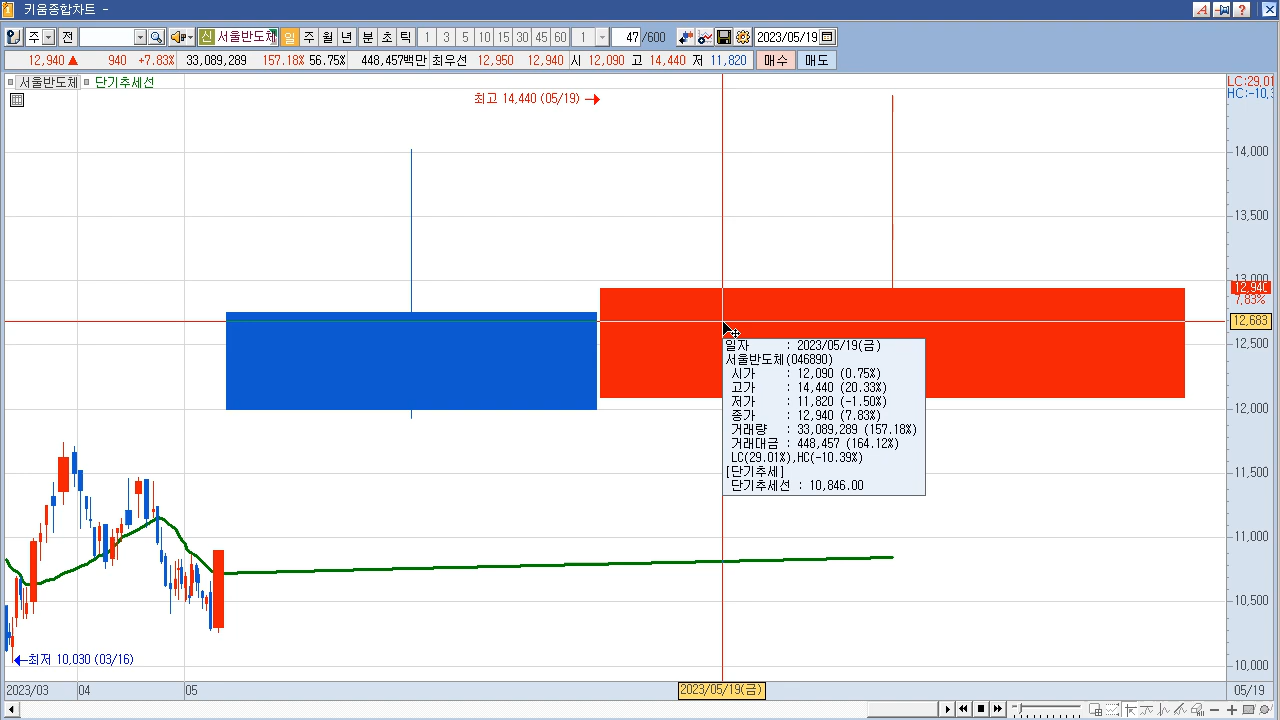 키움종합차트 -
주 전 신 서울반도체 일 주 월 년 분 초 틱 1 3 5 10 15 30 45 60 1 47 /600 2023/05/19
12,940 ▲ 940 +7.83% 33,089,289 157.18% 56.75% 448,457백만 최우선 12,950 12,940 시 12,090 고 14,440 저 11,820 매수 매도
서울반도체 단기추세선
LC:29.01
HC:-10.3
최고 14,440 (05/19) →
14,000
13,500
13,000
12,940
7.83%
12,683
12,500
12,000
11,500
11,000
10,500
10,000
일자 : 2023/05/19(금)
서울반도체(046890)
시가 : 12,090 (0.75%)
고가 : 14,440 (20.33%)
저가 : 11,820 (-1.50%)
종가 : 12,940 (7.83%)
거래량 : 33,089,289 (157.18%)
거래대금 : 448,457 (164.12%)
LC(29.01%),HC(-10.39%)
[단기추세]
단기추세선 : 10,846.00
←최저 10,030 (03/16)
2023/03 04 05 2023/05/19(금) 05/19